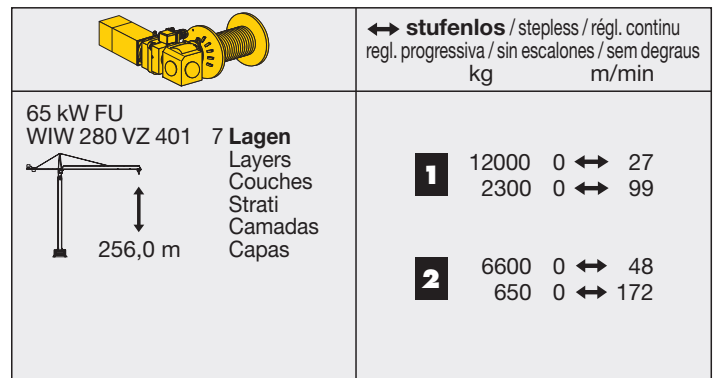 ↔ stufenlos / stepless / régl. continu
regl. progressiva / sin escalones / sem degraus
kg m/min
65 kW FU
WIW 280 VZ 401 7 Lagen
Layers
Couches
Strati
Camadas
256,0 m Capas
1 12000 0 ↔ 27
2300 0 ↔ 99
2 6600 0 ↔ 48
650 0 ↔ 172